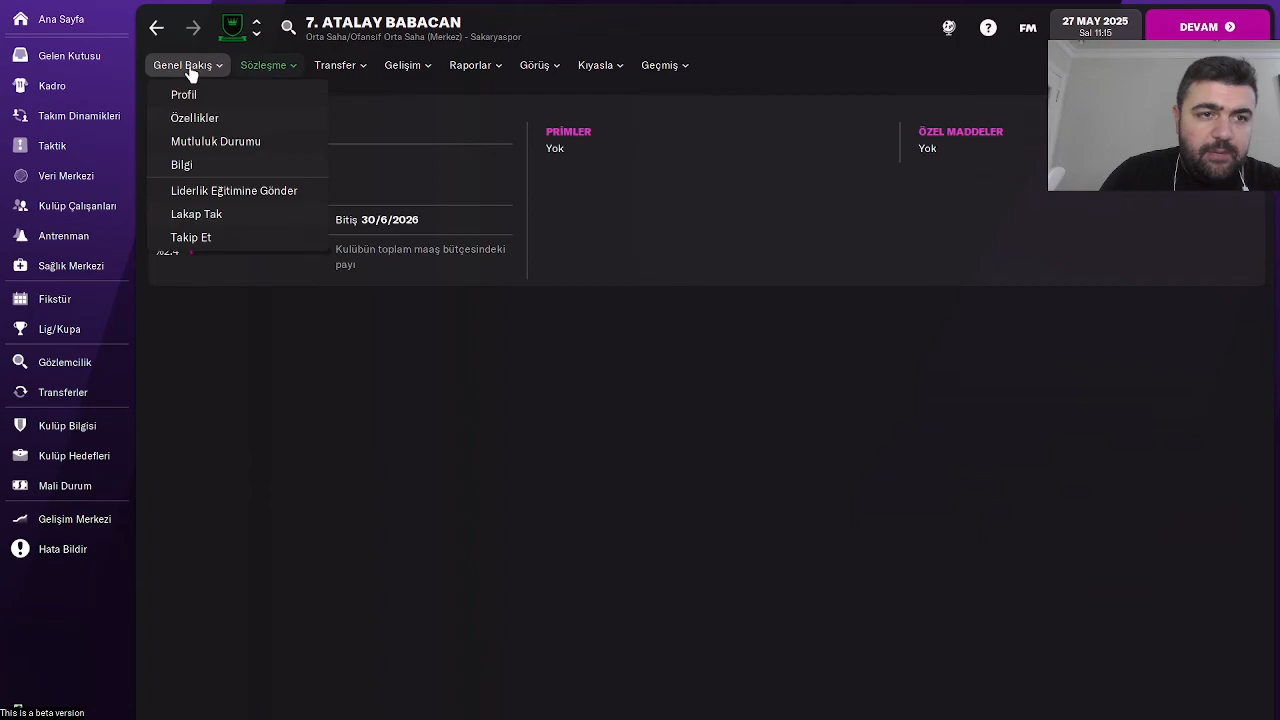 Ana Sayfa
Gelen Kutusu
Kadro
Takım Dinamikleri
Taktik
Veri Merkezi
Kulüp Çalışanları
Antrenman
Sağlık Merkezi
Fikstür
Lig/Kupa
Gözlemcilik
Transferler
Kulüp Bilgisi
Kulüp Hedefleri
Mali Durum
Gelişim Merkezi
Hata Bildir
This is a beta version
7. ATALAY BABACAN
Orta Saha/Ofansif Orta Saha (Merkez) - Sakaryaspor
FM
27 MAY 2025
Sal 11:15
DEVAM
Genel Bakış Sözleşme Transfer Gelişim Raporlar Görüş Kıyasla Geçmiş
Profil
Özellikler
Mutluluk Durumu
Bilgi
Liderlik Eğitimine Gönder
Lakap Tak
Takip Et
%2.4
Bitiş 30/6/2026
Kulübün toplam maaş bütçesindeki
payı
PRİMLER
Yok
ÖZEL MADDELER
Yok